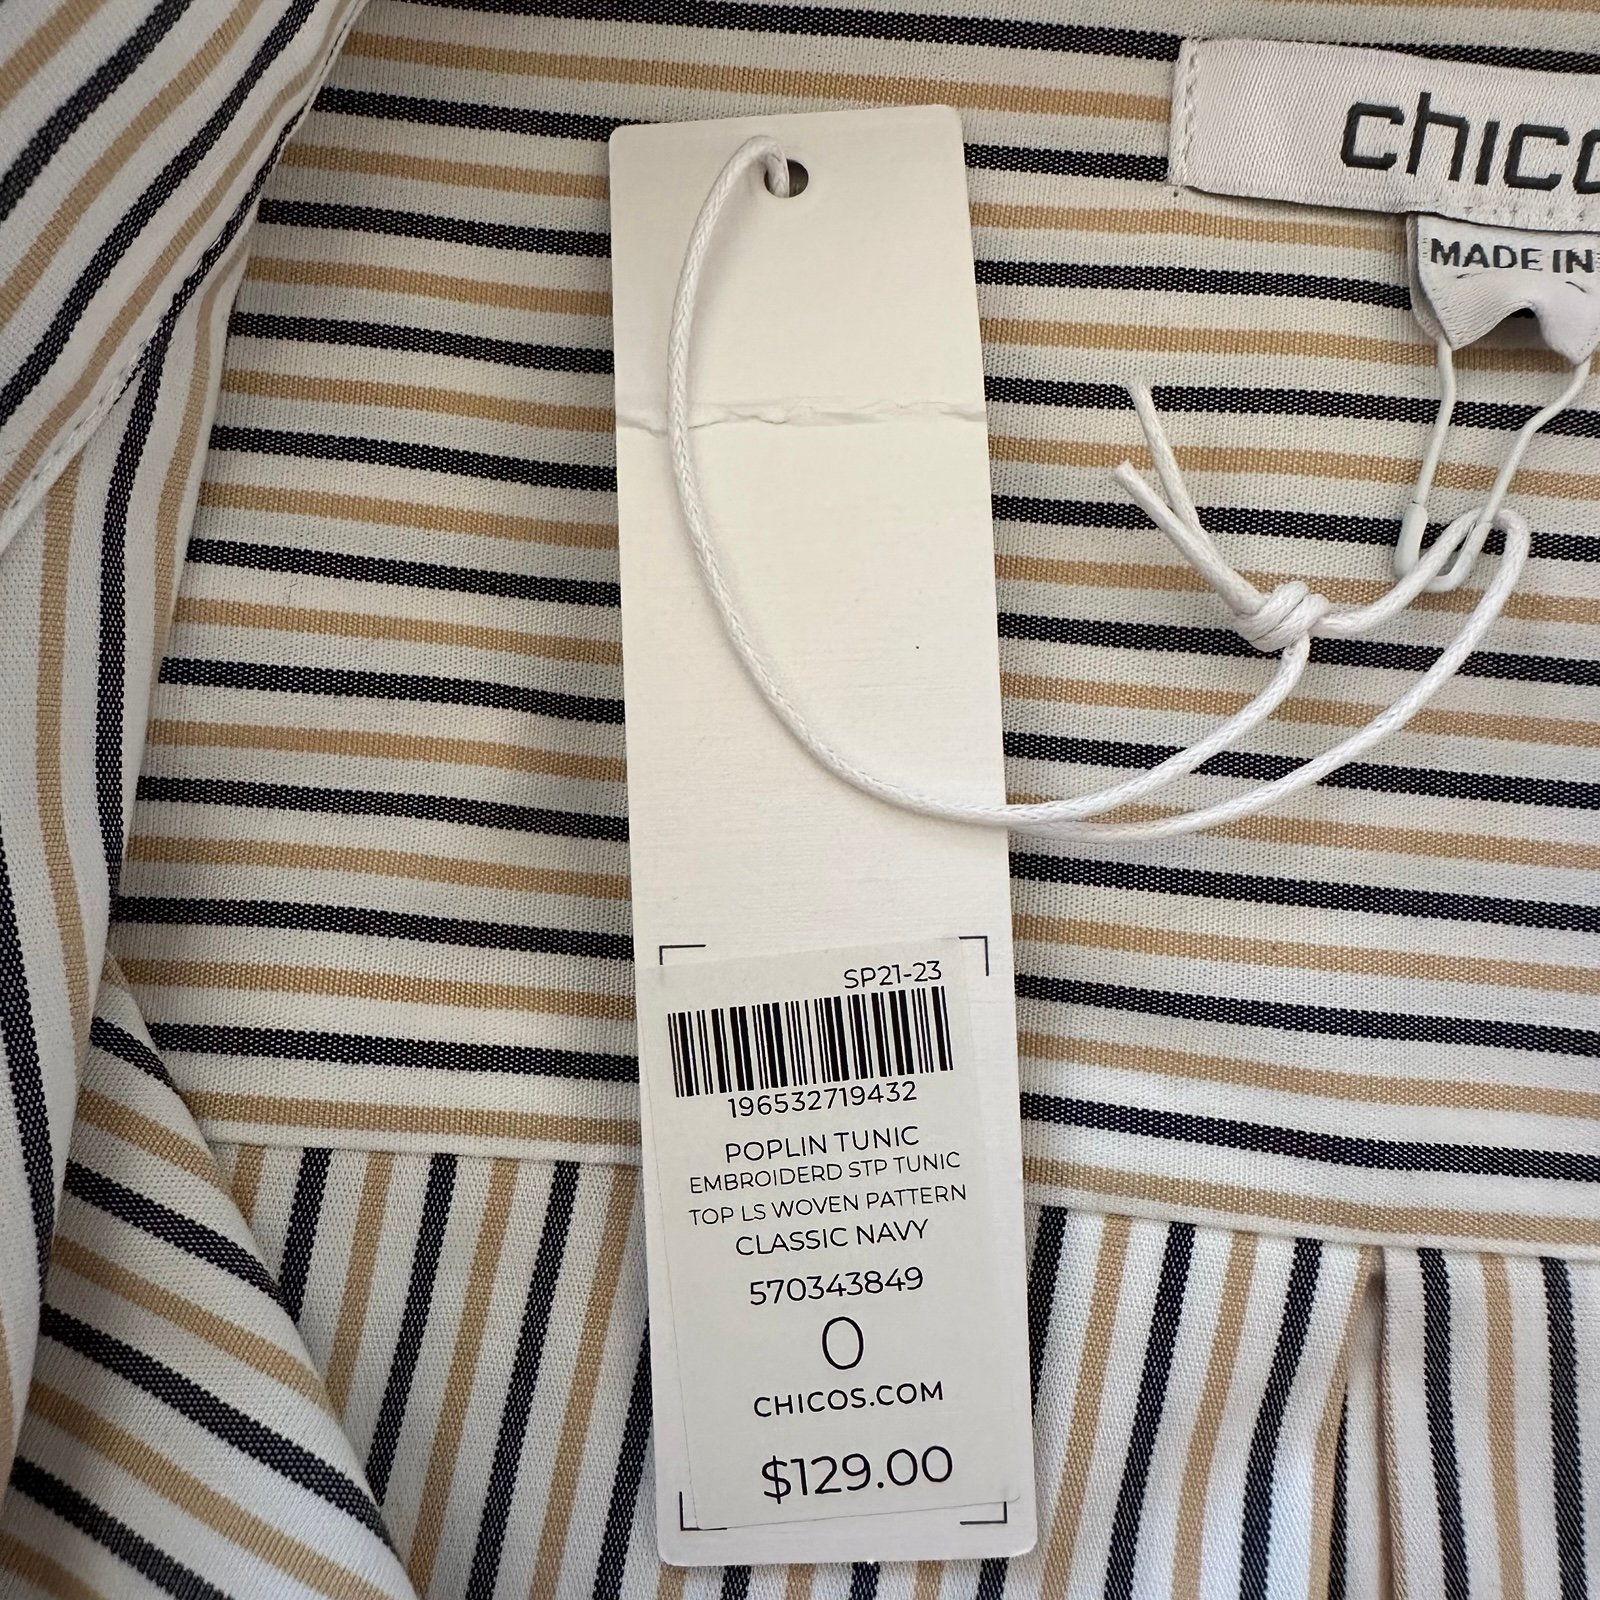 chico
MADE IN
SP21-23
196532719432
POPLIN TUNIC
EMBROIDERD STP TUNIC
TOP LS WOVEN PATTERN
CLASSIC NAVY
570343849
0
CHICOS.COM
$129.00